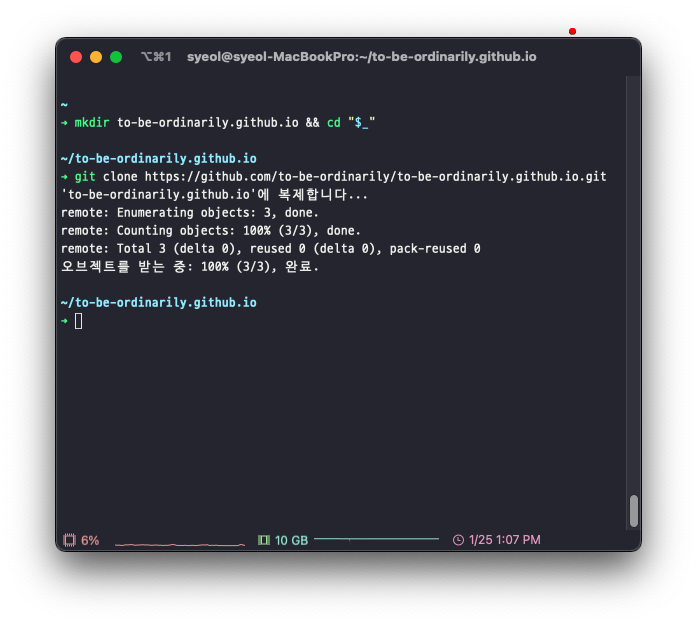 ⌥⌘1 syeol@syeol-MacBookPro:~/to-be-ordinarily.github.io
~
➜ mkdir to-be-ordinarily.github.io && cd "$_"
~/to-be-ordinarily.github.io
➜ git clone https://github.com/to-be-ordinarily/to-be-ordinarily.github.io.git
'to-be-ordinarily.github.io'에 복제합니다...
remote: Enumerating objects: 3, done.
remote: Counting objects: 100% (3/3), done.
remote: Total 3 (delta 0), reused 0 (delta 0), pack-reused 0
오브젝트를 받는 중: 100% (3/3), 완료.
~/to-be-ordinarily.github.io
➜
6% 10 GB 1/25 1:07 PM